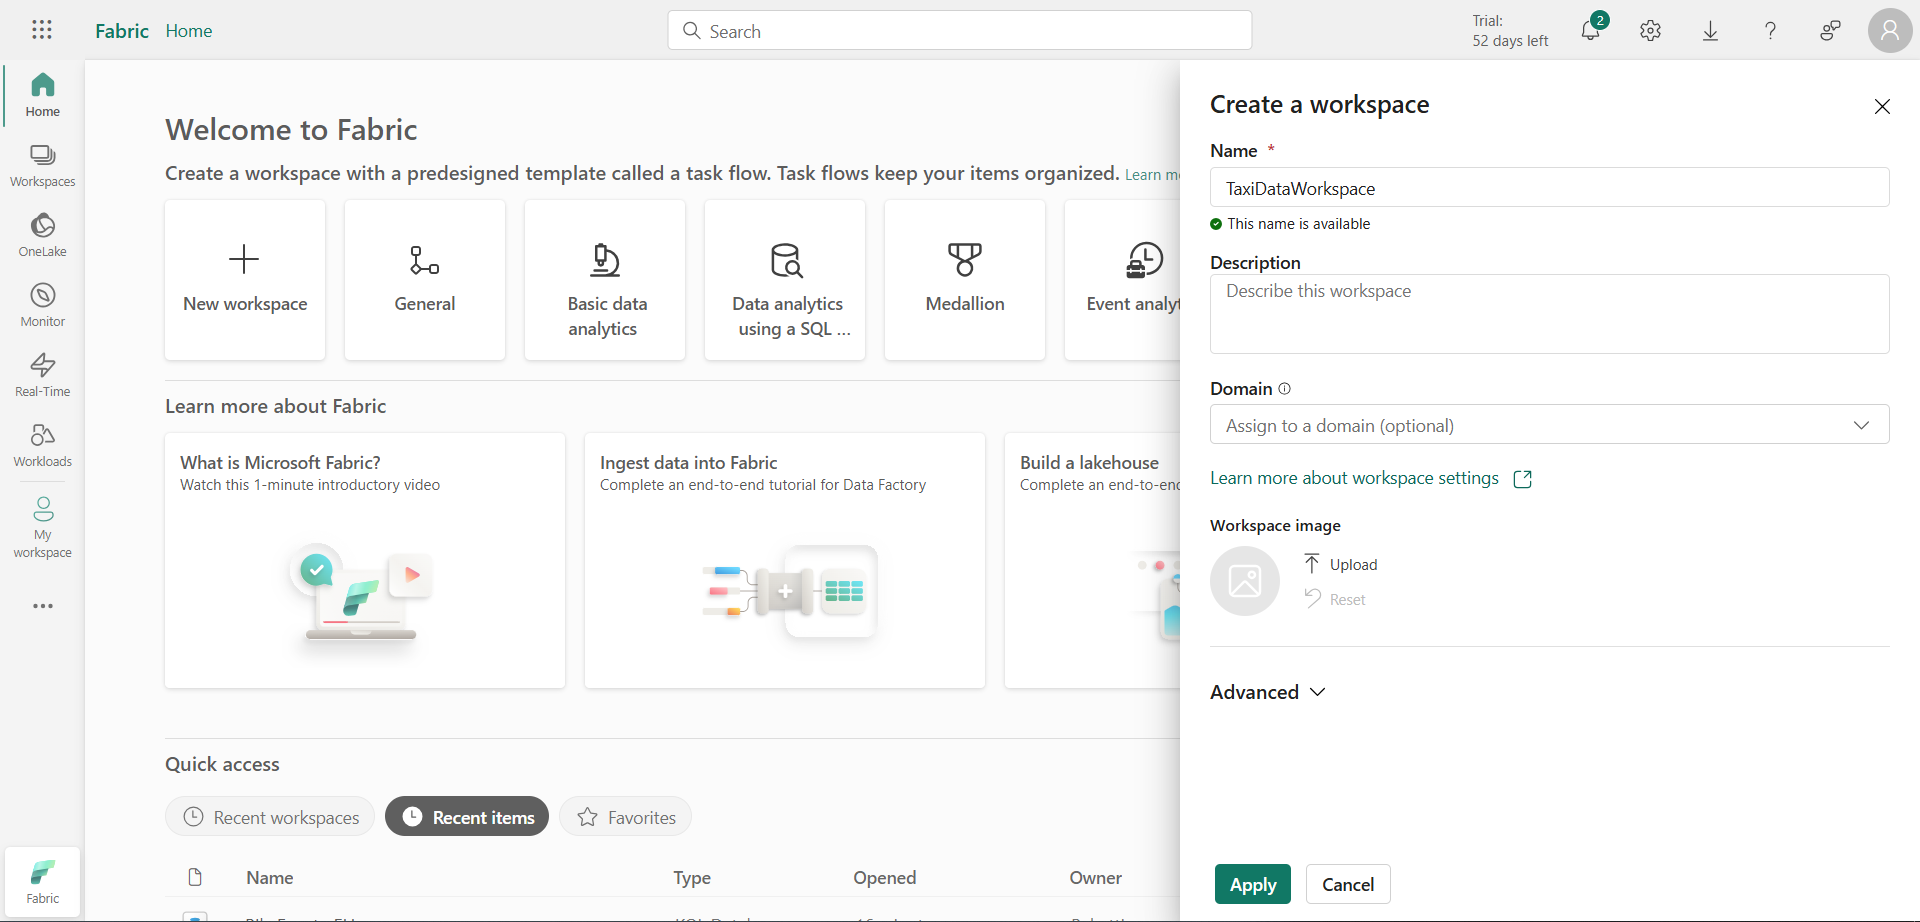 Fabric Home
Search
Trial:
52 days left
2
Home
Workspaces
OneLake
Monitor
Real-Time
Workloads
My
workspace
Fabric
Welcome to Fabric
Create a workspace with a predesigned template called a task flow. Task flows keep your items organized. Learn
New workspace
General
Basic data
analytics
Data analytics
using a SQL ...
Medallion
Event
Learn more about Fabric
What is Microsoft Fabric?
Watch this 1-minute introductory video
Ingest data into Fabric
Complete an end-to-end tutorial for Data Factory
Build a lakehouse
Complete an
Quick access
Recent workspaces
Recent items
Favorites
Name Type Opened Owner
Create a workspace
Name *
TaxiDataWorkspace
This name is available
Description
Describe this workspace
Domain
Assign to a domain (optional)
Learn more about workspace settings
Workspace image
Upload
Reset
Advanced
Apply Cancel